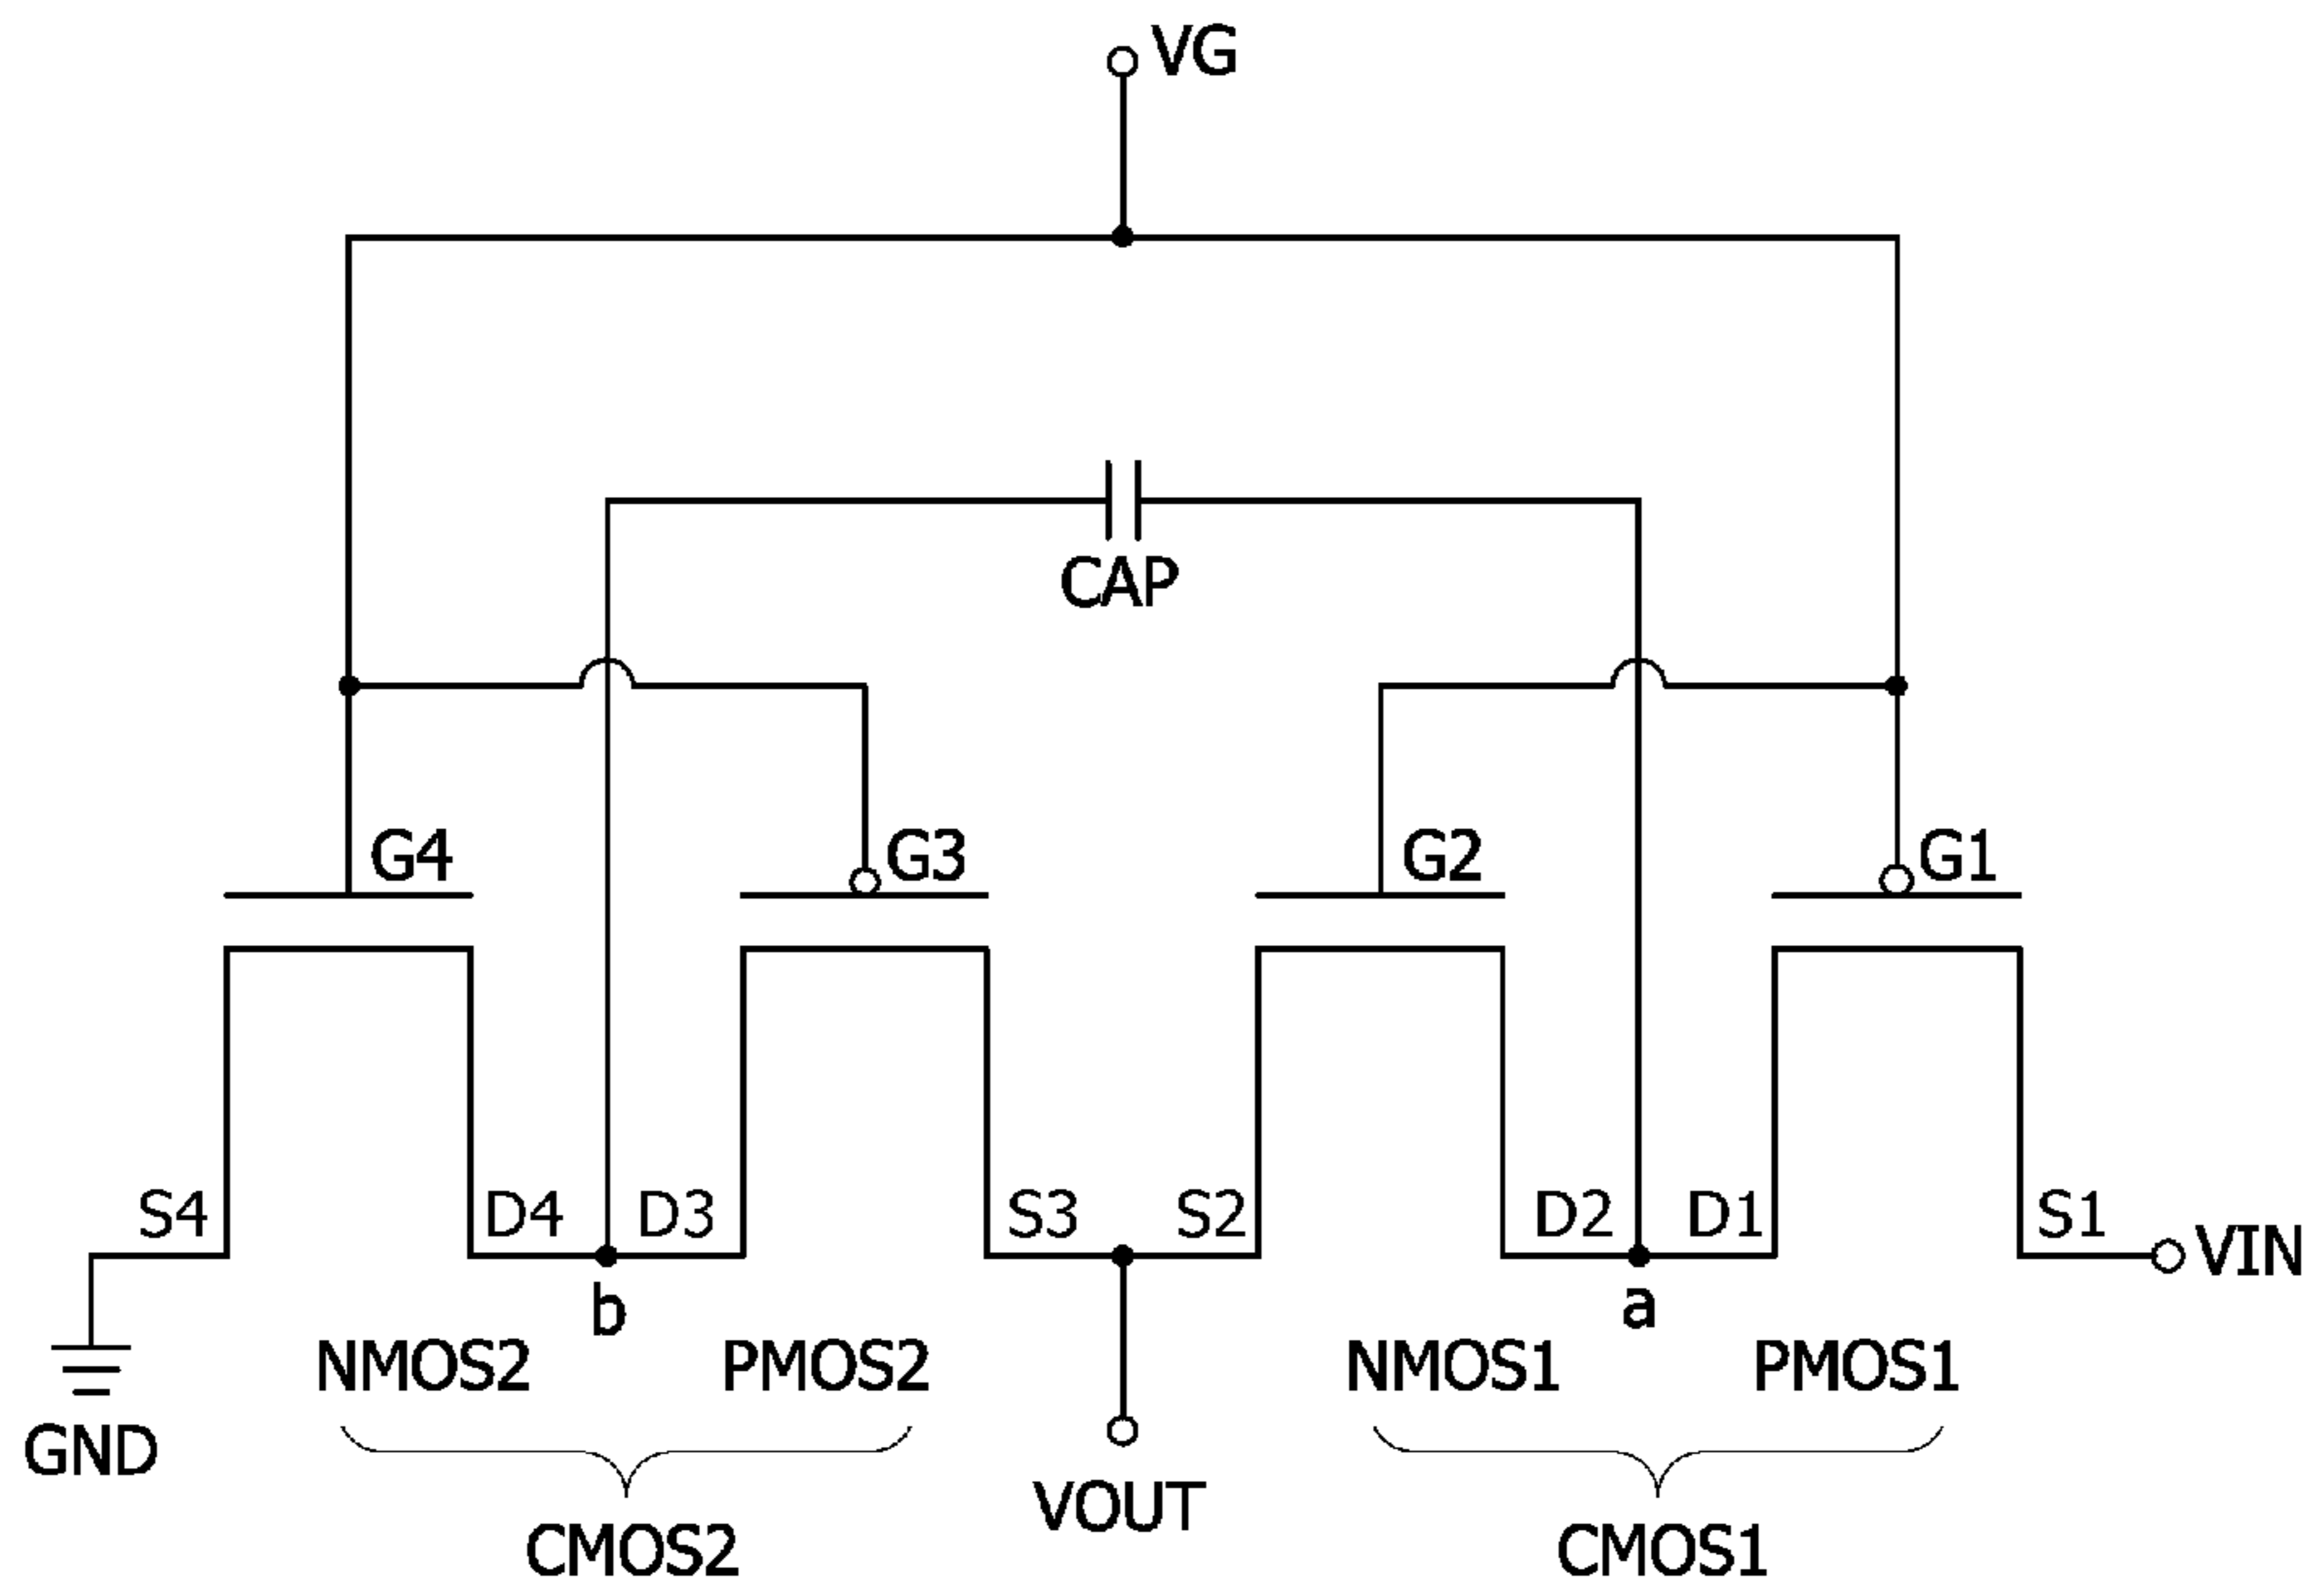 VG
CAP
G4
G3
G2
G1
S4
D4
D3
S3
S2
D2
D1
S1
VIN
b
a
NMOS2
PMOS2
NMOS1
PMOS1
GND
VOUT
CMOS2
CMOS1